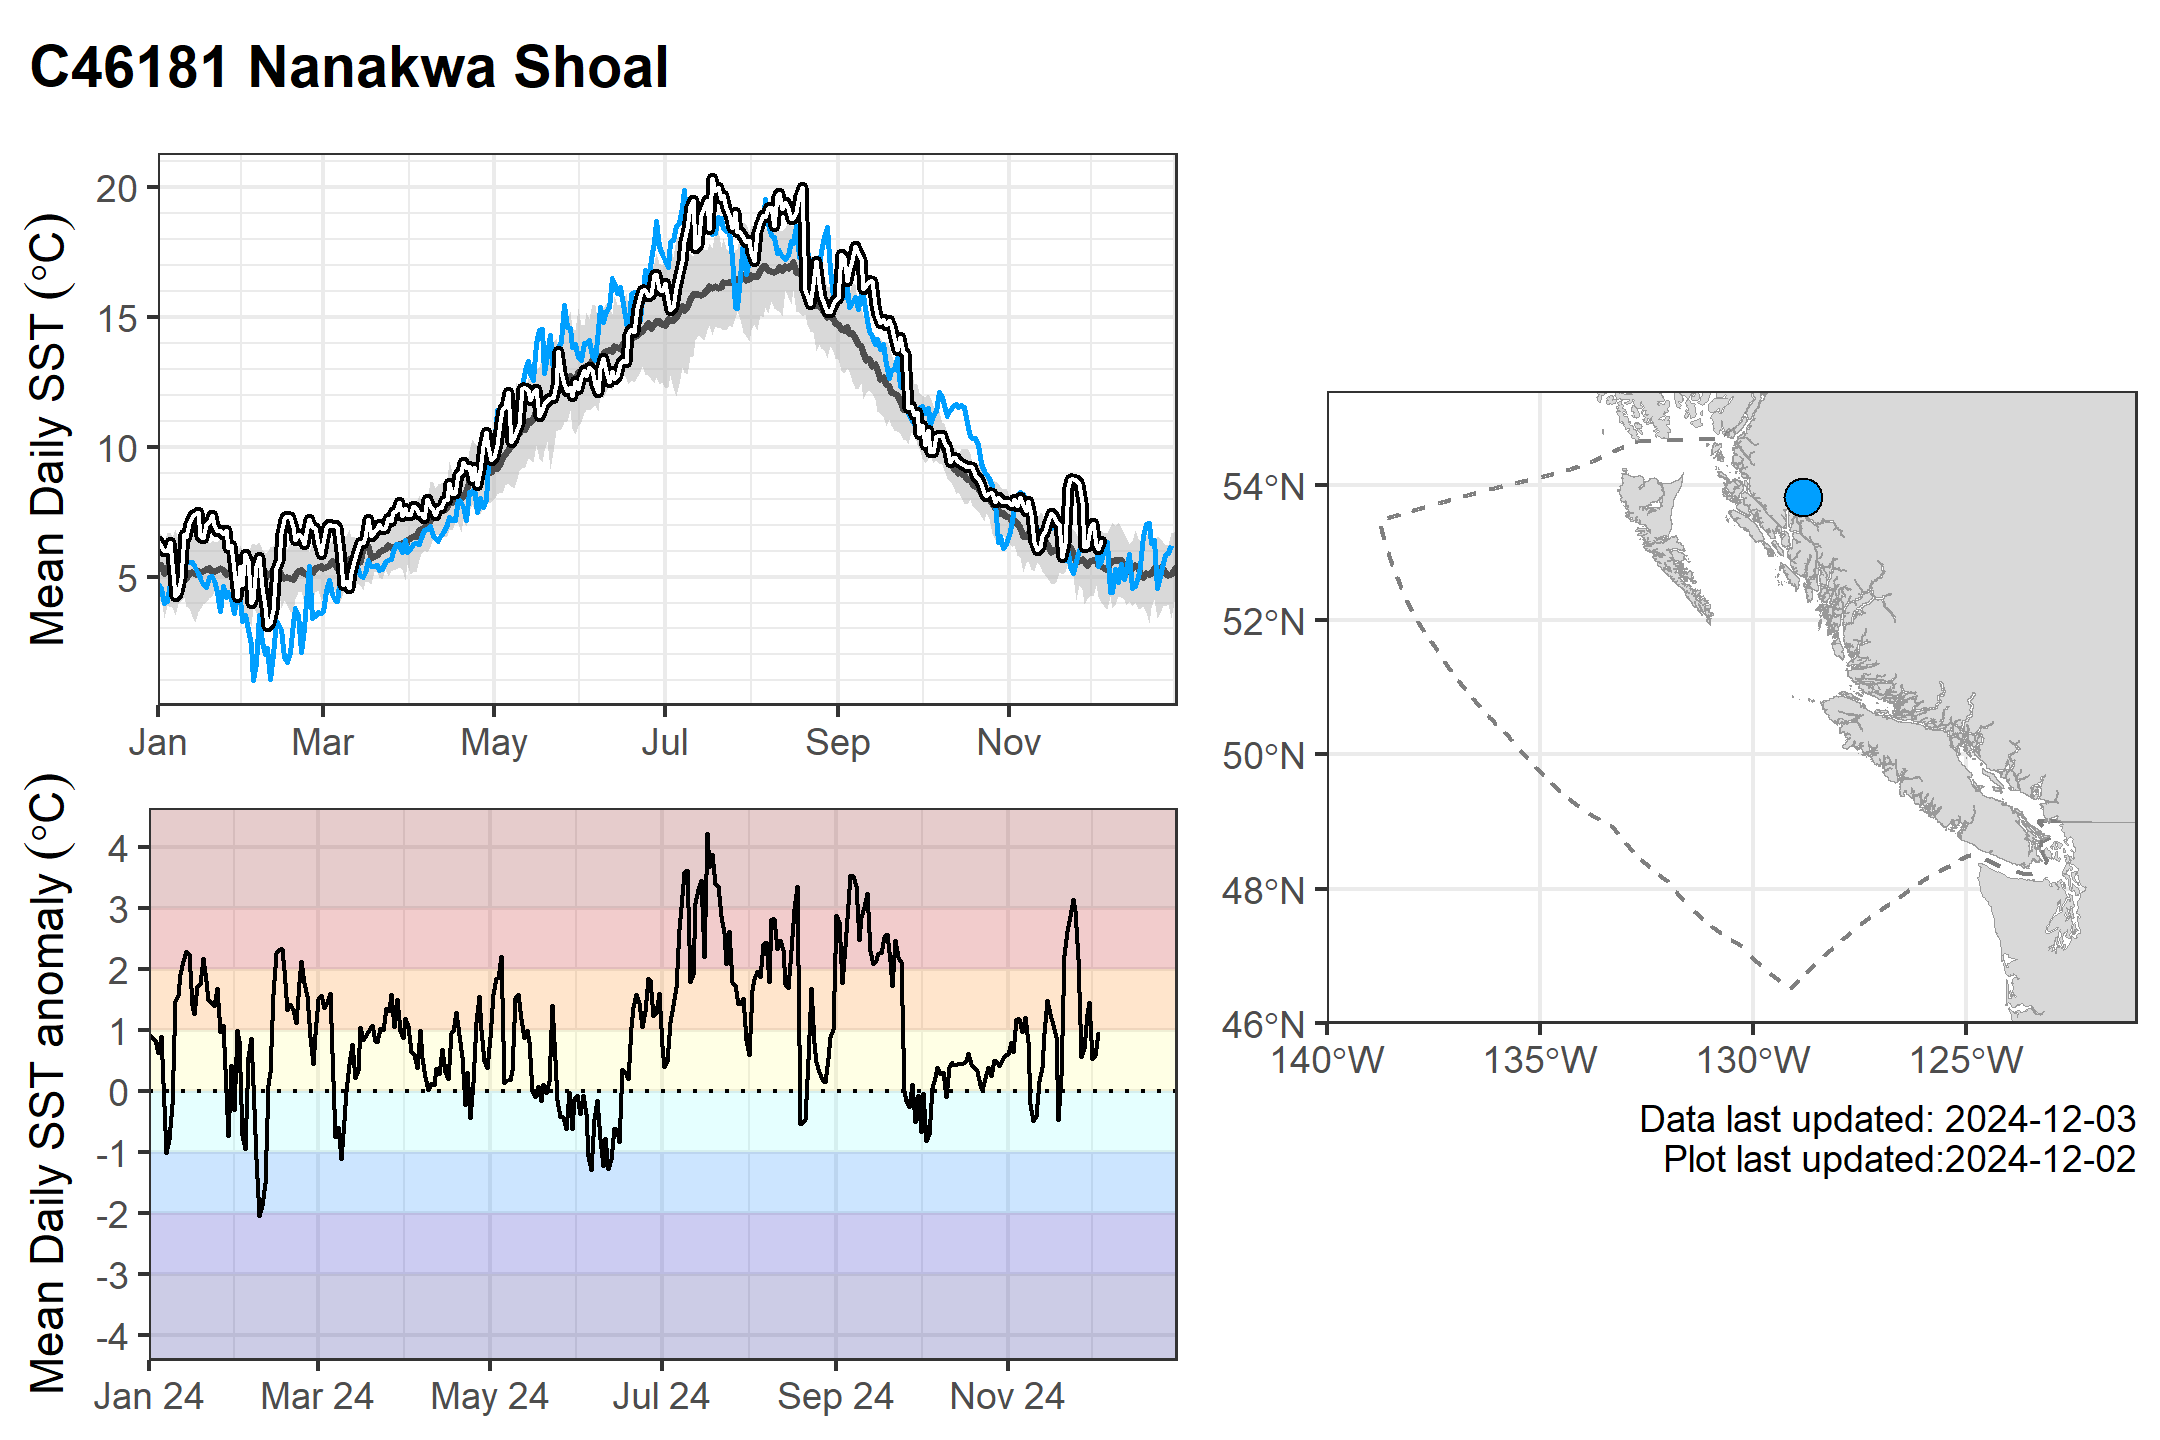 C46181 Nanakwa Shoal
Mean Daily SST (°C)
20
15
10
5
Jan Mar May Jul Sep Nov
Mean Daily SST anomaly (°C)
4
3
2
1
0
-1
-2
-3
-4
Jan 24 Mar 24 May 24 Jul 24 Sep 24 Nov 24
54°N
52°N
50°N
48°N
46°N
140°W 135°W 130°W 125°W
Data last updated: 2024-12-03
Plot last updated:2024-12-02